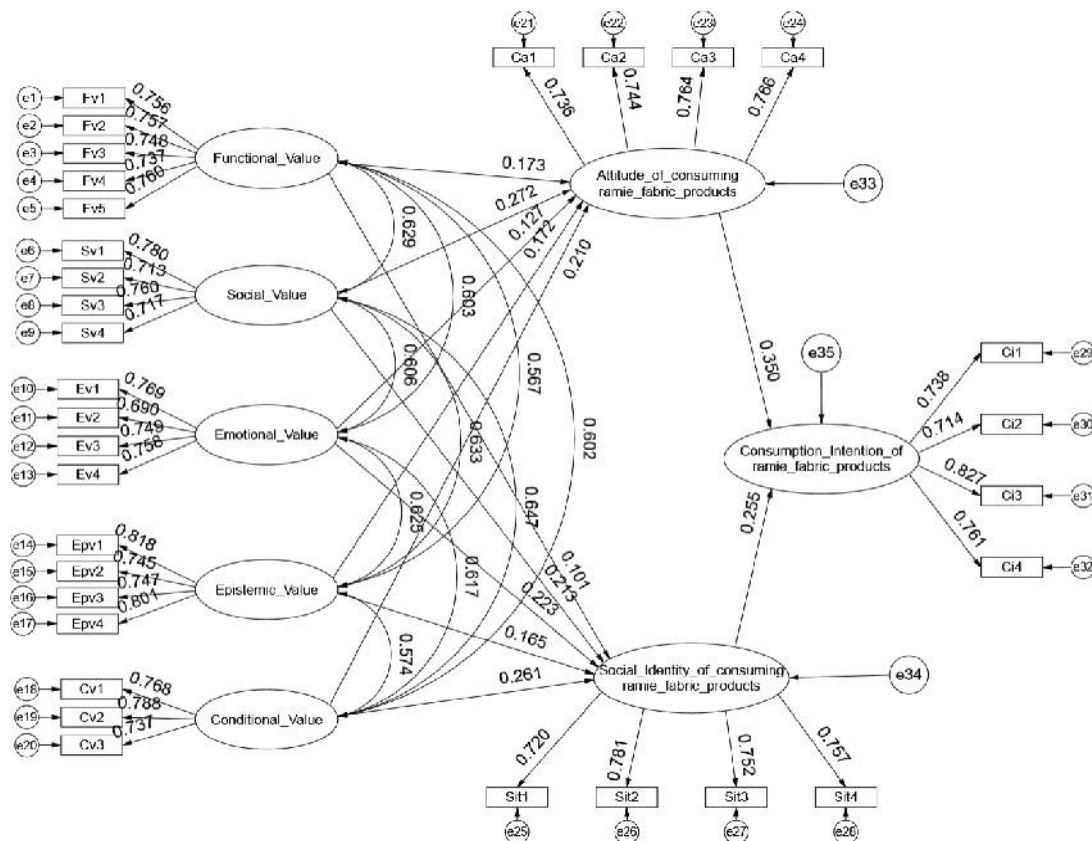 e21
e22
e23
e24
Ca1
Ca2
Ca3
Ca4
0.736
0.744
0.764
0.766
e1
Fv1
0.756
e2
Fv2
0.757
e3
Fv3
0.748
e4
Fv4
0.737
e5
Fv5
0.760
Functional_Value
0.173
Attitude_of_consuming
ramie_fabric_products
e33
e6
Sv1
0.780
e7
Sv2
0.713
e8
Sv3
0.760
e9
Sv4
0.717
Social_Value
0.272
0.127
0.172
0.210
0.629
0.603
0.606
0.567
0.350
e10
Ev1
0.769
e11
Ev2
0.690
e12
Ev3
0.749
e13
Ev4
0.758
Emotional_Value
0.633
0.602
e35
Consumption_Intention_of
ramie_fabric_products
0.738
Ci1
e29
0.714
Ci2
e30
0.827
Ci3
e31
0.761
Ci4
e32
0.625
0.647
0.617
0.255
e14
Epv1
0.818
e15
Epv2
0.745
e16
Epv3
0.747
e17
Epv4
0.801
Epistemic_Value
0.101
0.213
0.223
0.165
0.574
0.261
e18
Cv1
0.768
e19
Cv2
0.788
e20
Cv3
0.737
Conditional_Value
Social_Identity_of_consuming
ramie_fabric_products
e34
0.720
0.781
0.752
0.757
Sit1
Sit2
Sit3
Sit4
e25
e26
e27
e28